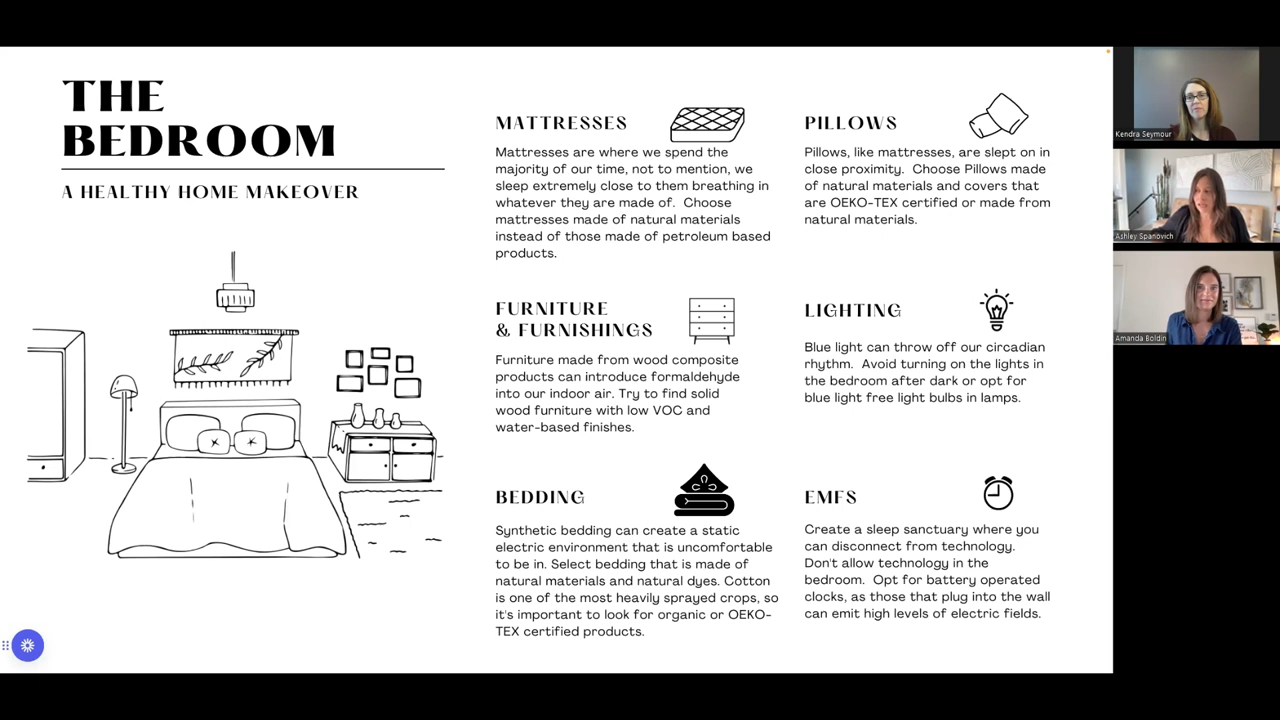 THE
BEDROOM
A HEALTHY HOME MAKEOVER
MATTRESSES
Mattresses are where we spend the
majority of our time, not to mention, we
sleep extremely close to them breathing in
whatever they are made of.  Choose
mattresses made of natural materials
instead of those made of petroleum based
products.
PILLOWS
Pillows, like mattresses, are slept on in
close proximity.  Choose Pillows made
of natural materials and covers that
are OEKO-TEX certified or made from
natural materials.
FURNITURE
& FURNISHINGS
Furniture made from wood composite
products can introduce formaldehyde
into our indoor air. Try to find solid
wood furniture with low VOC and
water-based finishes.
LIGHTING
Blue light can throw off our circadian
rhythm.  Avoid turning on the lights in
the bedroom after dark or opt for
blue light free light bulbs in lamps.
BEDDING
Synthetic bedding can create a static
electric environment that is uncomfortable
to be in. Select bedding that is made of
natural materials and natural dyes. Cotton
is one of the most heavily sprayed crops, so
it's important to look for organic or OEKO-
TEX certified products.
EMFS
Create a sleep sanctuary where you
can disconnect from technology.
Don't allow technology in the
bedroom.  Opt for battery operated
clocks, as those that plug into the wall
can emit high levels of electric fields.
Kendra Seymour
Ashley Spanovich
Amanda Boldin